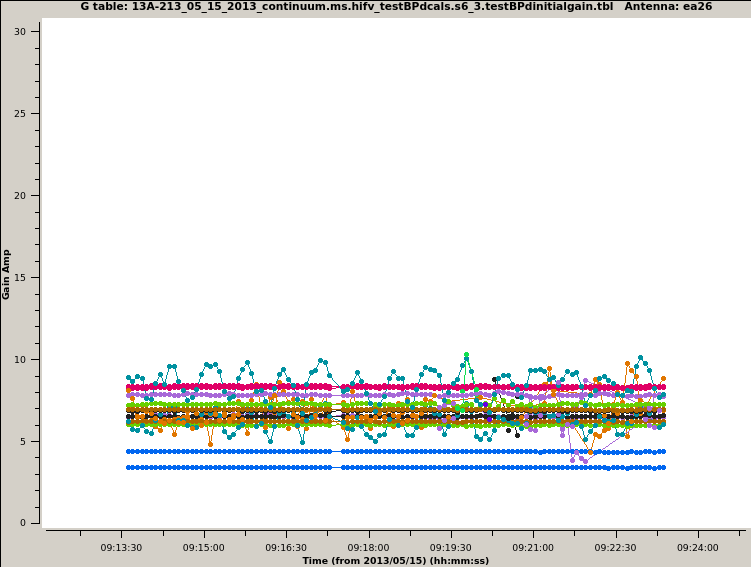 G table: 13A-213_05_15_2013_continuum.ms.hifv_testBPdcals.s6_3.testBPdinitialgain.tbl   Antenna: ea26
30
25
20
15
10
5
0
Gain Amp
09:13:30 09:15:00 09:16:30 09:18:00 09:19:30 09:21:00 09:22:30 09:24:00
Time (from 2013/05/15) (hh:mm:ss)